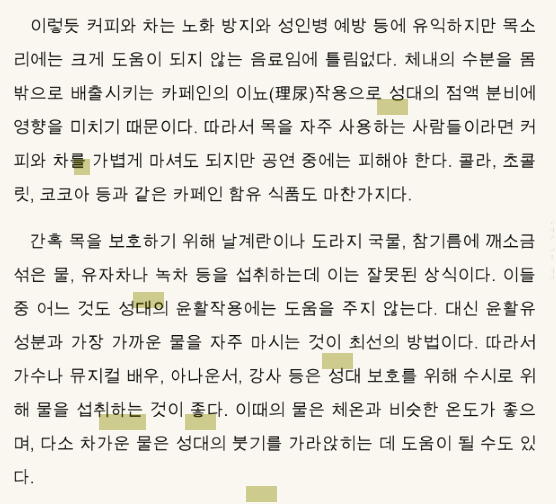 이렇듯 커피와 차는 노화 방지와 성인병 예방 등에 유익하지만 목소
리에는 크게 도움이 되지 않는 음료임에 틀림없다. 체내의 수분을 몸
밖으로 배출시키는 카페인의 이뇨(理尿)작용으로 성대의 점액 분비에
영향을 미치기 때문이다. 따라서 목을 자주 사용하는 사람들이라면 커
피와 차를 가볍게 마셔도 되지만 공연 중에는 피해야 한다. 콜라, 초콜
릿, 코코아 등과 같은 카페인 함유 식품도 마찬가지다.
간혹 목을 보호하기 위해 날계란이나 도라지 국물, 참기름에 깨소금
섞은 물, 유자차나 녹차 등을 섭취하는데 이는 잘못된 상식이다. 이들
중 어느 것도 성대의 윤활작용에는 도움을 주지 않는다. 대신 윤활유
성분과 가장 가까운 물을 자주 마시는 것이 최선의 방법이다. 따라서
가수나 뮤지컬 배우, 아나운서, 강사 등은 성대 보호를 위해 수시로 위
해 물을 섭취하는 것이 좋다. 이때의 물은 체온과 비슷한 온도가 좋으
며, 다소 차가운 물은 성대의 붓기를 가라앉히는 데 도움이 될 수도 있
다.